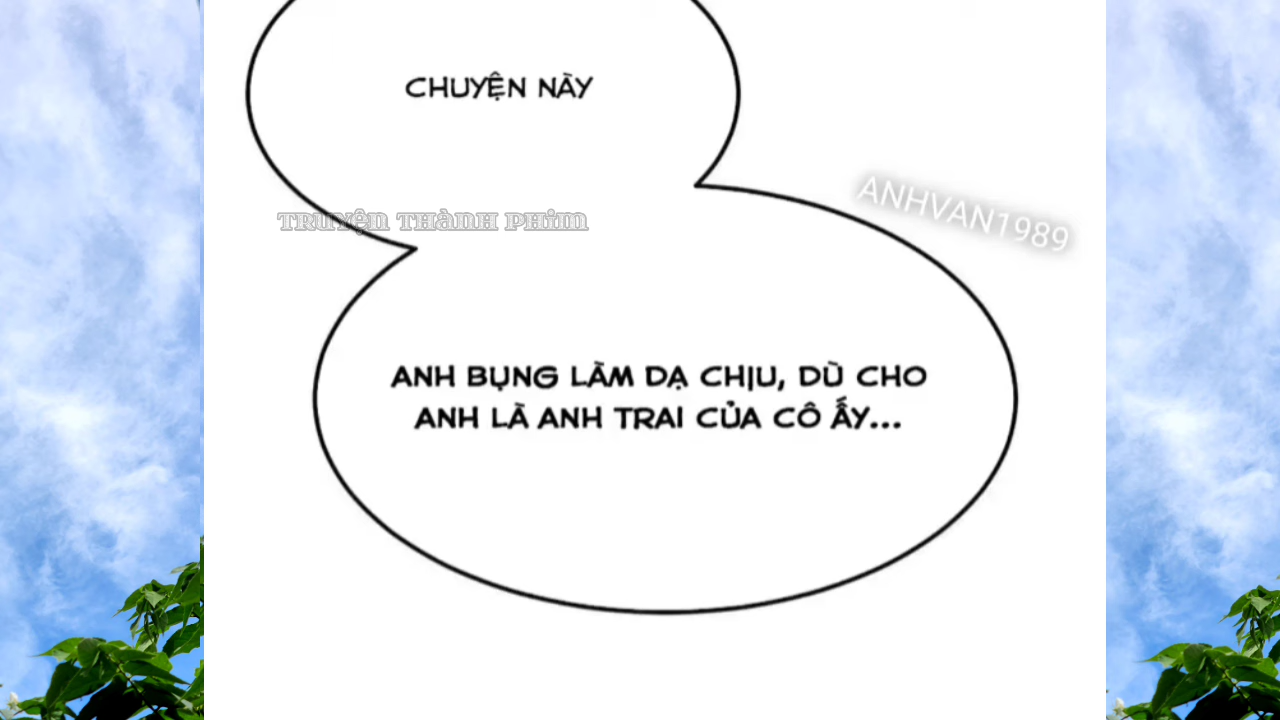 CHUYỆN NÀY
ANHVAN1989
TRUYỆN THÀNH PHIM
ANH BỤNG LÀM DẠ CHỊU, DÙ CHO
ANH LÀ ANH TRAI CỦA CÔ ẤY...